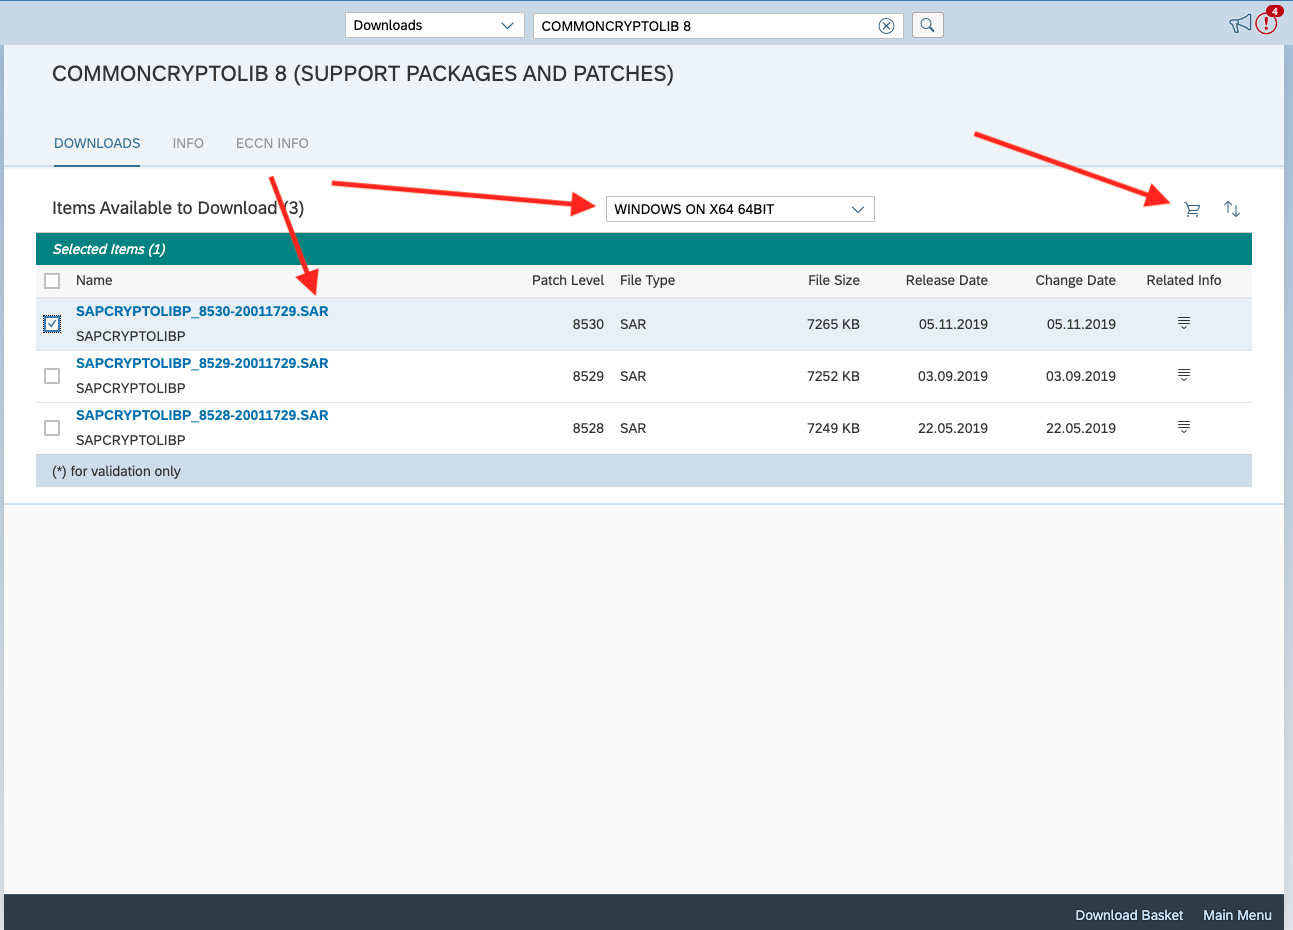 Downloads COMMONCRYPTOLIB 8 4
COMMONCRYPTOLIB 8 (SUPPORT PACKAGES AND PATCHES)
DOWNLOADS INFO ECCN INFO
Items Available to Download (3) WINDOWS ON X64 64BIT
Selected Items (1)
Name Patch Level File Type File Size Release Date Change Date Related Info
SAPCRYPTOLIBP_8530-20011729.SAR
8530 SAR 7265 KB 05.11.2019 05.11.2019
SAPCRYPTOLIBP
SAPCRYPTOLIBP_8529-20011729.SAR
8529 SAR 7252 KB 03.09.2019 03.09.2019
SAPCRYPTOLIBP
SAPCRYPTOLIBP_8528-20011729.SAR
8528 SAR 7249 KB 22.05.2019 22.05.2019
SAPCRYPTOLIBP
(*) for validation only
Download Basket Main Menu